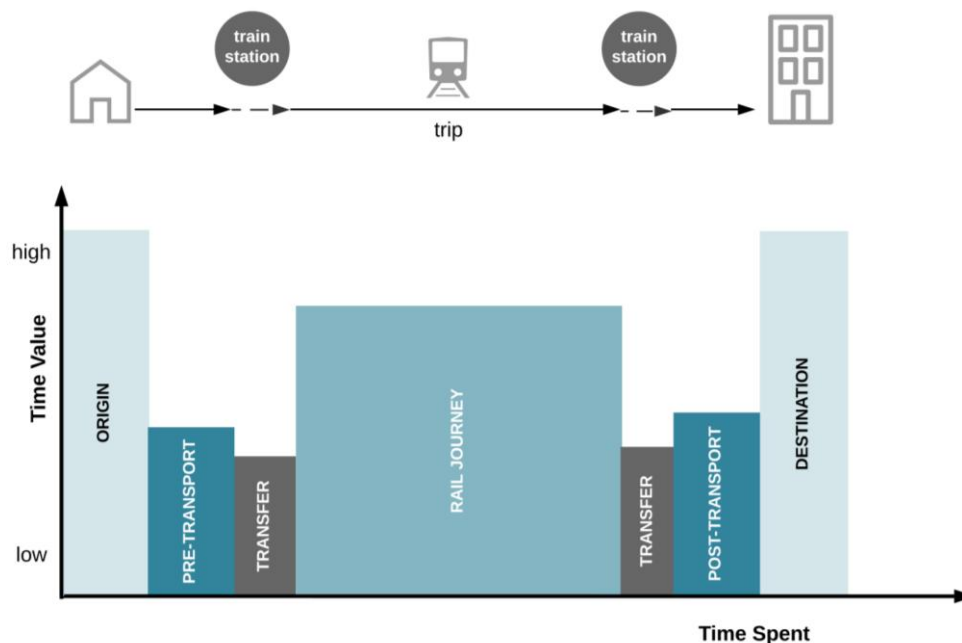 train
station
train
station
trip
high
Time Value
low
ORIGIN
PRE-TRANSPORT
TRANSFER
RAIL JOURNEY
TRANSFER
POST-TRANSPORT
DESTINATION
Time Spent